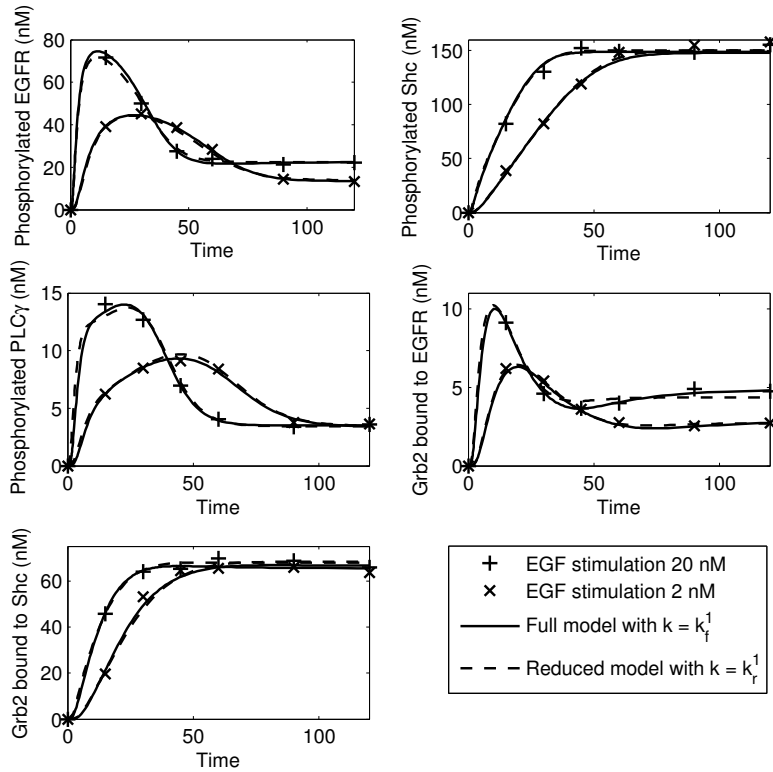 Phosphorylated EGFR (nM)
80
60
40
20
0
0 50 100
Time
Phosphorylated Shc (nM)
150
100
50
0
0 50 100
Time
Phosphorylated PLCγ (nM)
15
10
5
0
0 50 100
Time
Grb2 bound to EGFR (nM)
10
5
0
0 50 100
Time
Grb2 bound to Shc (nM)
60
40
20
0
0 50 100
Time
EGF stimulation 20 nM
EGF stimulation 2 nM
Full model with k = k_f^1
Reduced model with k = k_r^1